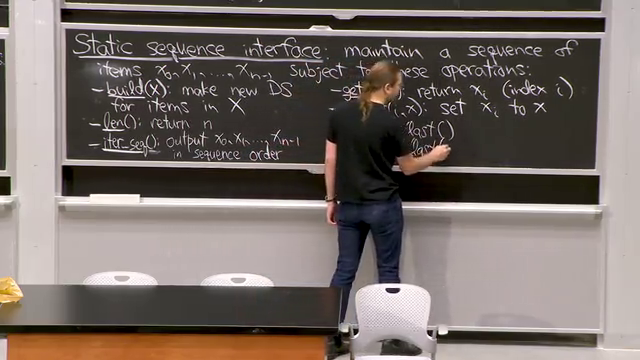 Static sequence interface: maintain a sequence of
items x₀, x₁, ..., xₙ₋₁ subject to these operations:
- build(X): make new DS
for items in X
- len(): return n
- iter_seq(): output x₀, x₁, ..., xₙ₋₁
in sequence order
- get return xᵢ (index i)
x): set xᵢ to x
last()